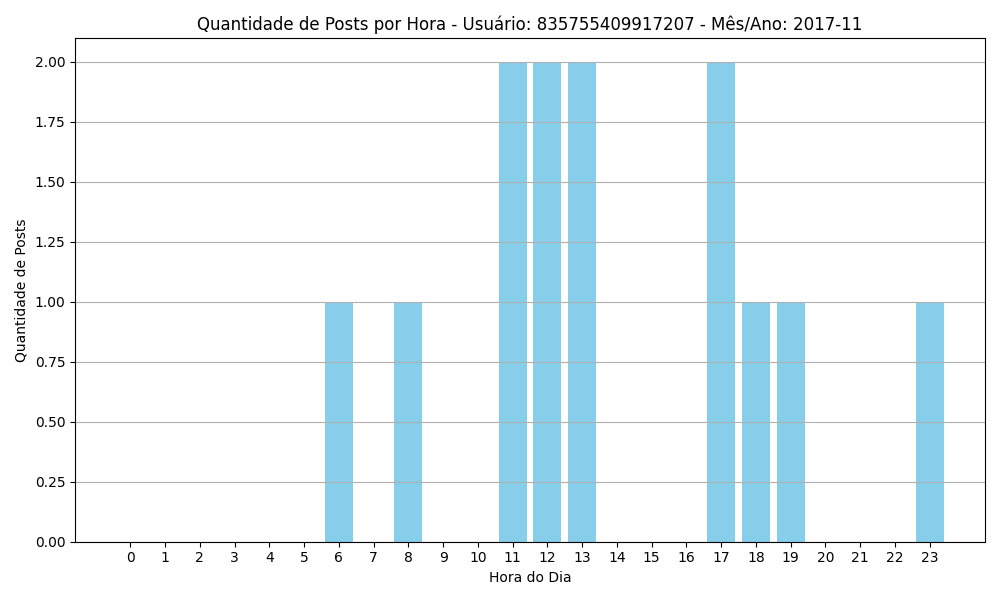 Quantidade de Posts por Hora - Usuário: 835755409917207 - Mês/Ano: 2017-11
Quantidade de Posts
2.00
1.75
1.50
1.25
1.00
0.75
0.50
0.25
0.00
0 1 2 3 4 5 6 7 8 9 10 11 12 13 14 15 16 17 18 19 20 21 22 23
Hora do Dia